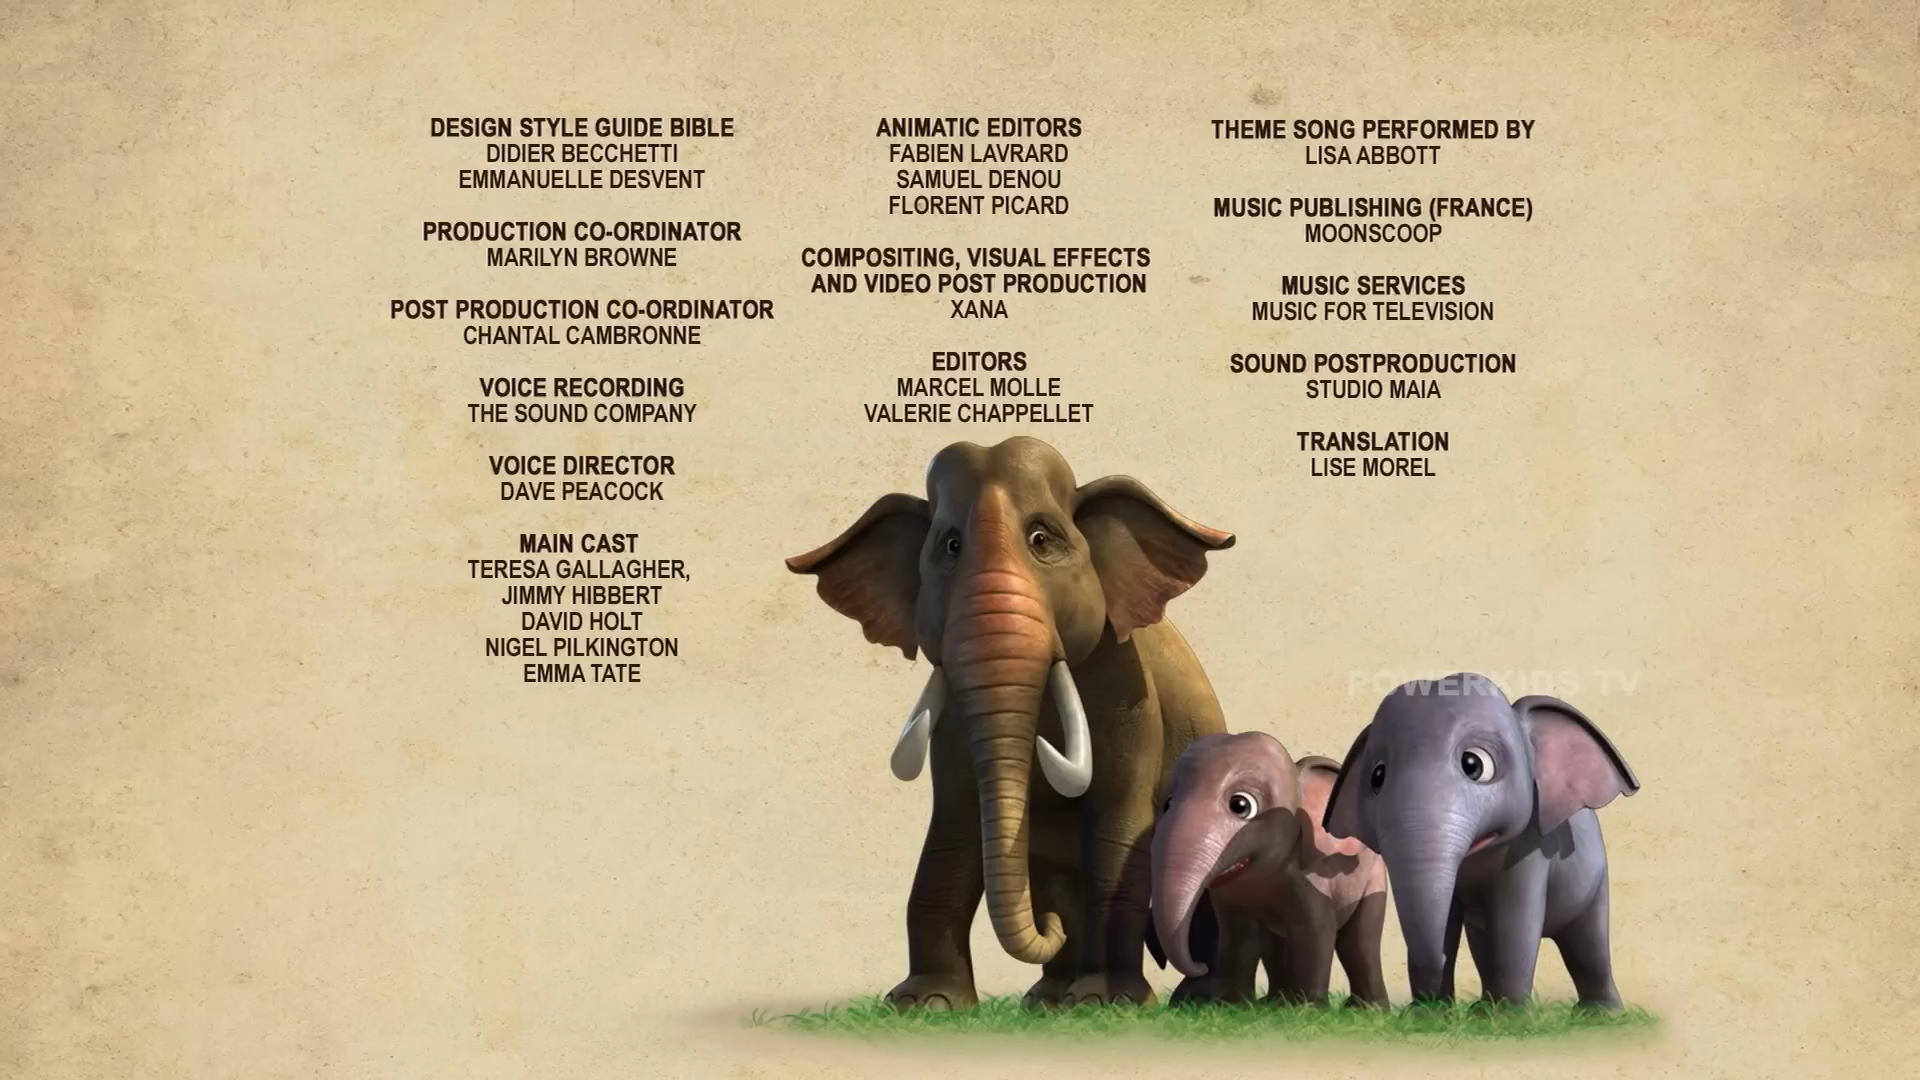 DESIGN STYLE GUIDE BIBLE
DIDIER BECCHETTI
EMMANUELLE DESVENT
PRODUCTION CO-ORDINATOR
MARILYN BROWNE
POST PRODUCTION CO-ORDINATOR
CHANTAL CAMBRONNE
VOICE RECORDING
THE SOUND COMPANY
VOICE DIRECTOR
DAVE PEACOCK
MAIN CAST
TERESA GALLAGHER,
JIMMY HIBBERT
DAVID HOLT
NIGEL PILKINGTON
EMMA TATE
ANIMATIC EDITORS
FABIEN LAVRARD
SAMUEL DENOU
FLORENT PICARD
COMPOSITING, VISUAL EFFECTS
AND VIDEO POST PRODUCTION
XANA
EDITORS
MARCEL MOLLE
VALERIE CHAPPELLET
THEME SONG PERFORMED BY
LISA ABBOTT
MUSIC PUBLISHING (FRANCE)
MOONSCOOP
MUSIC SERVICES
MUSIC FOR TELEVISION
SOUND POSTPRODUCTION
STUDIO MAIA
TRANSLATION
LISE MOREL
POWERKIDS TV